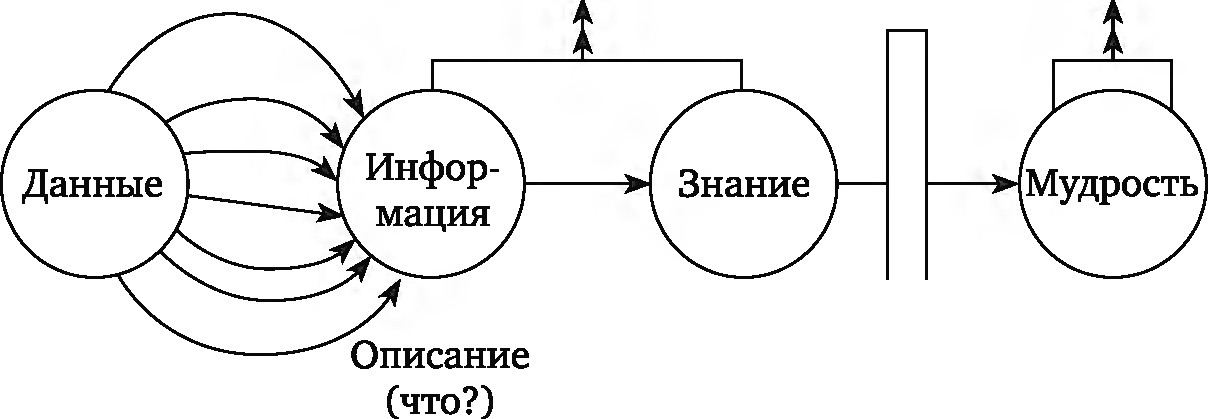 Данные
Инфор-
мация
Знание
Мудрость
Описание
(что?)